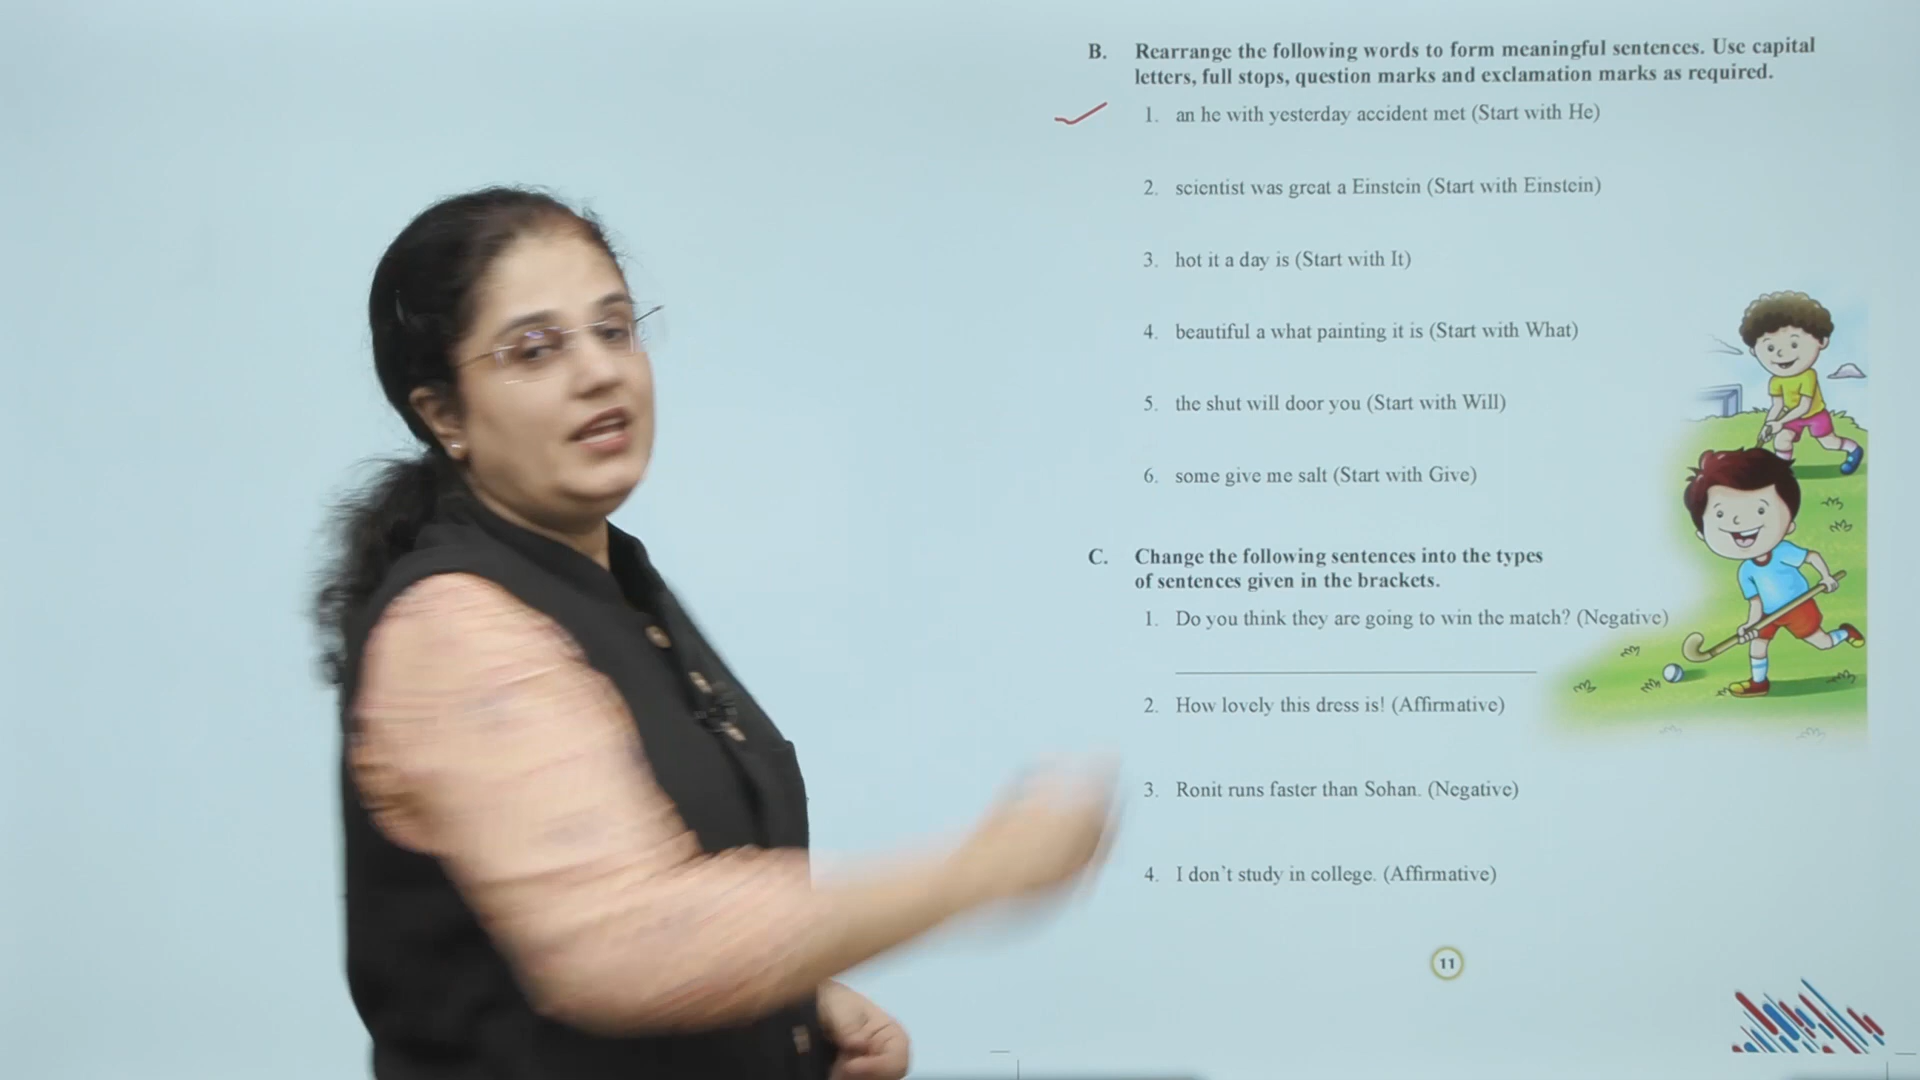 B. Rearrange the following words to form meaningful sentences. Use capital
letters, full stops, question marks and exclamation marks as required.
1. an he with yesterday accident met (Start with He)
2. scientist was great a Einstein (Start with Einstein)
3. hot it a day is (Start with It)
4. beautiful a what painting it is (Start with What)
5. the shut will door you (Start with Will)
6. some give me salt (Start with Give)
C. Change the following sentences into the types
of sentences given in the brackets.
1. Do you think they are going to win the match? (Negative)
2. How lovely this dress is! (Affirmative)
3. Ronit runs faster than Sohan. (Negative)
4. I don't study in college. (Affirmative)
11